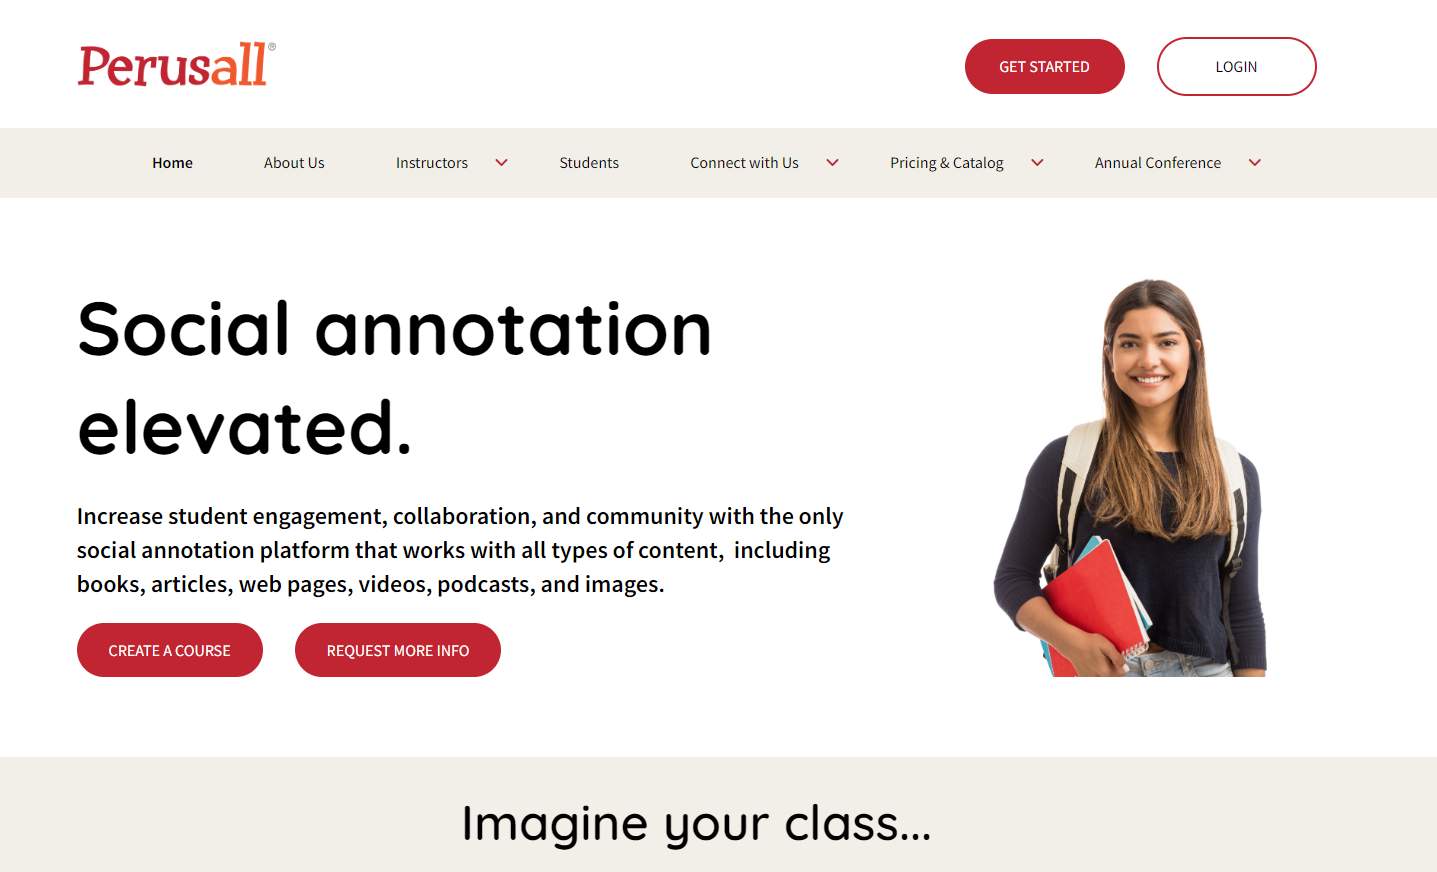 Perusall®
GET STARTED
LOGIN
Home
About Us
Instructors
Students
Connect with Us
Pricing & Catalog
Annual Conference
Social annotation
elevated.
Increase student engagement, collaboration, and community with the only
social annotation platform that works with all types of content,  including
books, articles, web pages, videos, podcasts, and images.
CREATE A COURSE
REQUEST MORE INFO
Imagine your class...